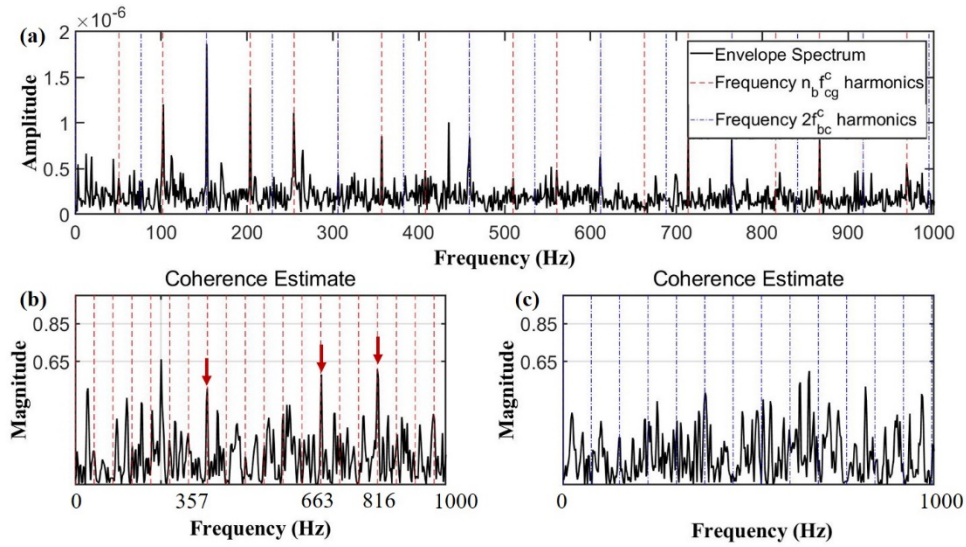 (a)
×10⁻⁶
2
1.5
1
0.5
0
Amplitude
Envelope Spectrum
Frequency n_b f^c_cg harmonics
Frequency 2f^c_bc harmonics
0 100 200 300 400 500 600 700 800 900 1000
Frequency (Hz)
(b) Coherence Estimate
0.85
0.65
Magnitude
0 357 663 816 1000
Frequency (Hz)
(c) Coherence Estimate
0.85
0.65
Magnitude
0 1000
Frequency (Hz)